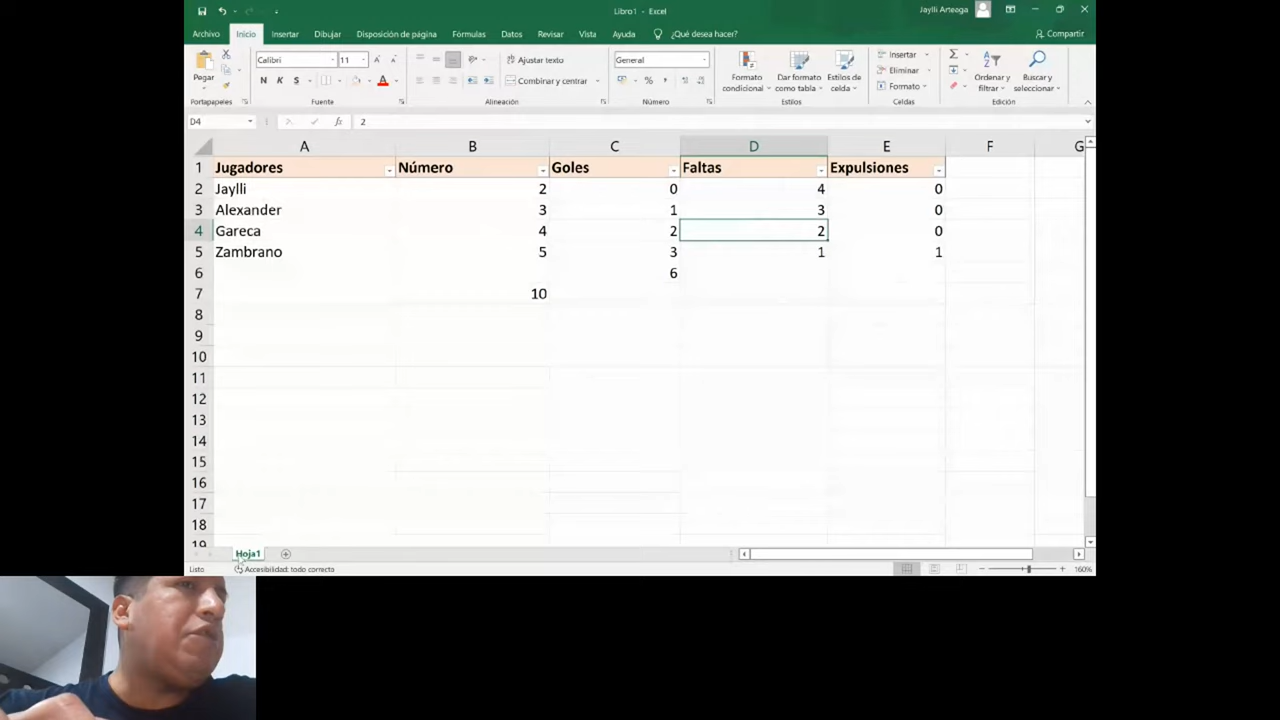 Libro1 - Excel
Jaylli Arteaga
Archivo Inicio Insertar Dibujar Disposición de página Fórmulas Datos Revisar Vista Ayuda ¿Qué desea hacer? Compartir
Pegar
Calibri 11
N K S
Ajustar texto
Combinar y centrar
General
%
Formato condicional
Dar formato como tabla
Estilos de celda
Insertar
Eliminar
Formato
Ordenar y filtrar
Buscar y seleccionar
Portapapeles Fuente Alineación Número Estilos Celdas Edición
D4 fx 2
A B C D E F G
1 Jugadores Número Goles Faltas Expulsiones
2 Jaylli 2 0 4 0
3 Alexander 3 1 3 0
4 Gareca 4 2 2 0
5 Zambrano 5 3 1 1
6 6
7 10
8
9
10
11
12
13
14
15
16
17
18
19
Hoja1
Listo Accesibilidad: todo correcto 160%